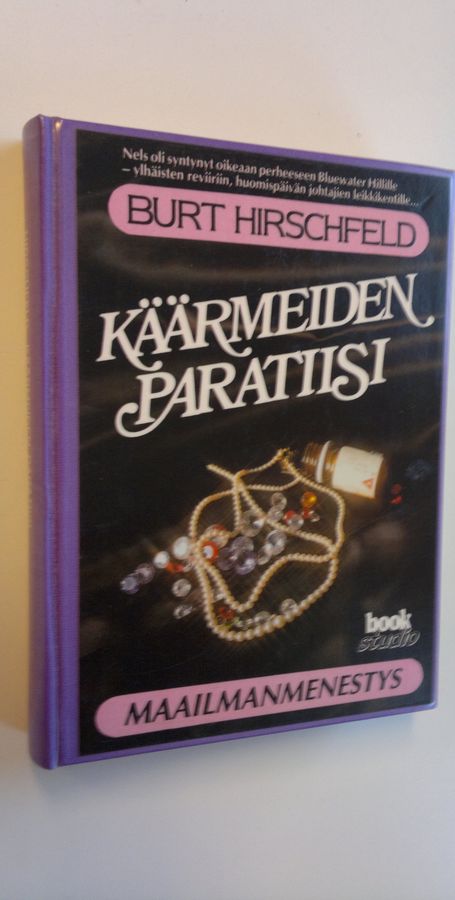 Nels oli syntynyt oikeaan perheeseen Bluewater Hillille
– ylhäisten reviiriin, huomispäivän johtajien leikkikentille...
BURT HIRSCHFELD
KÄÄRMEIDEN
PARATIISI
book
studio
MAAILMANMENESTYS